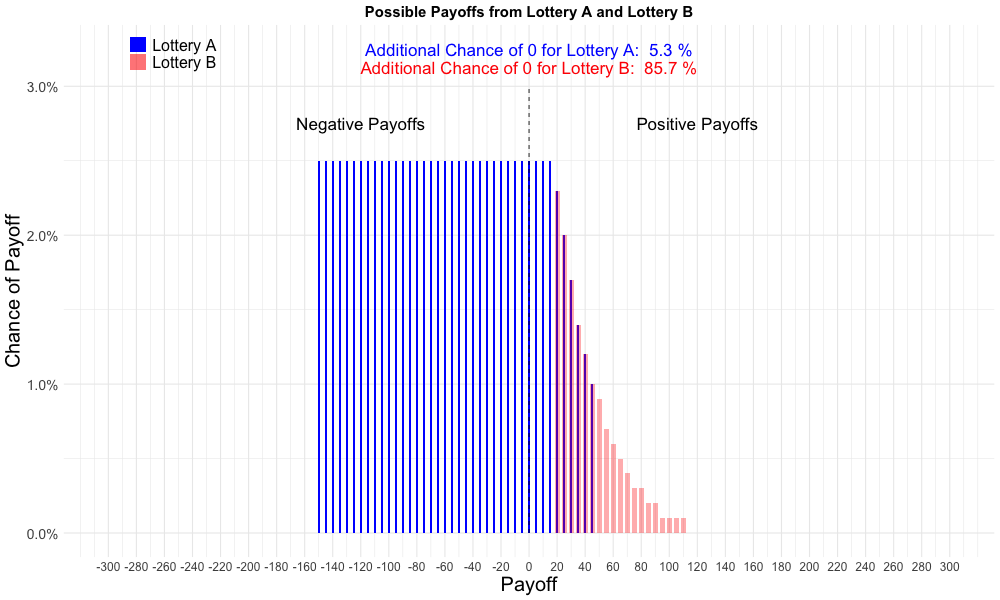 Possible Payoffs from Lottery A and Lottery B
Lottery A
Lottery B
Additional Chance of 0 for Lottery A:  5.3 %
Additional Chance of 0 for Lottery B:  85.7 %
Negative Payoffs
Positive Payoffs
Chance of Payoff
3.0%
2.0%
1.0%
0.0%
-300 -280 -260 -240 -220 -200 -180 -160 -140 -120 -100 -80 -60 -40 -20 0 20 40 60 80 100 120 140 160 180 200 220 240 260 280 300
Payoff